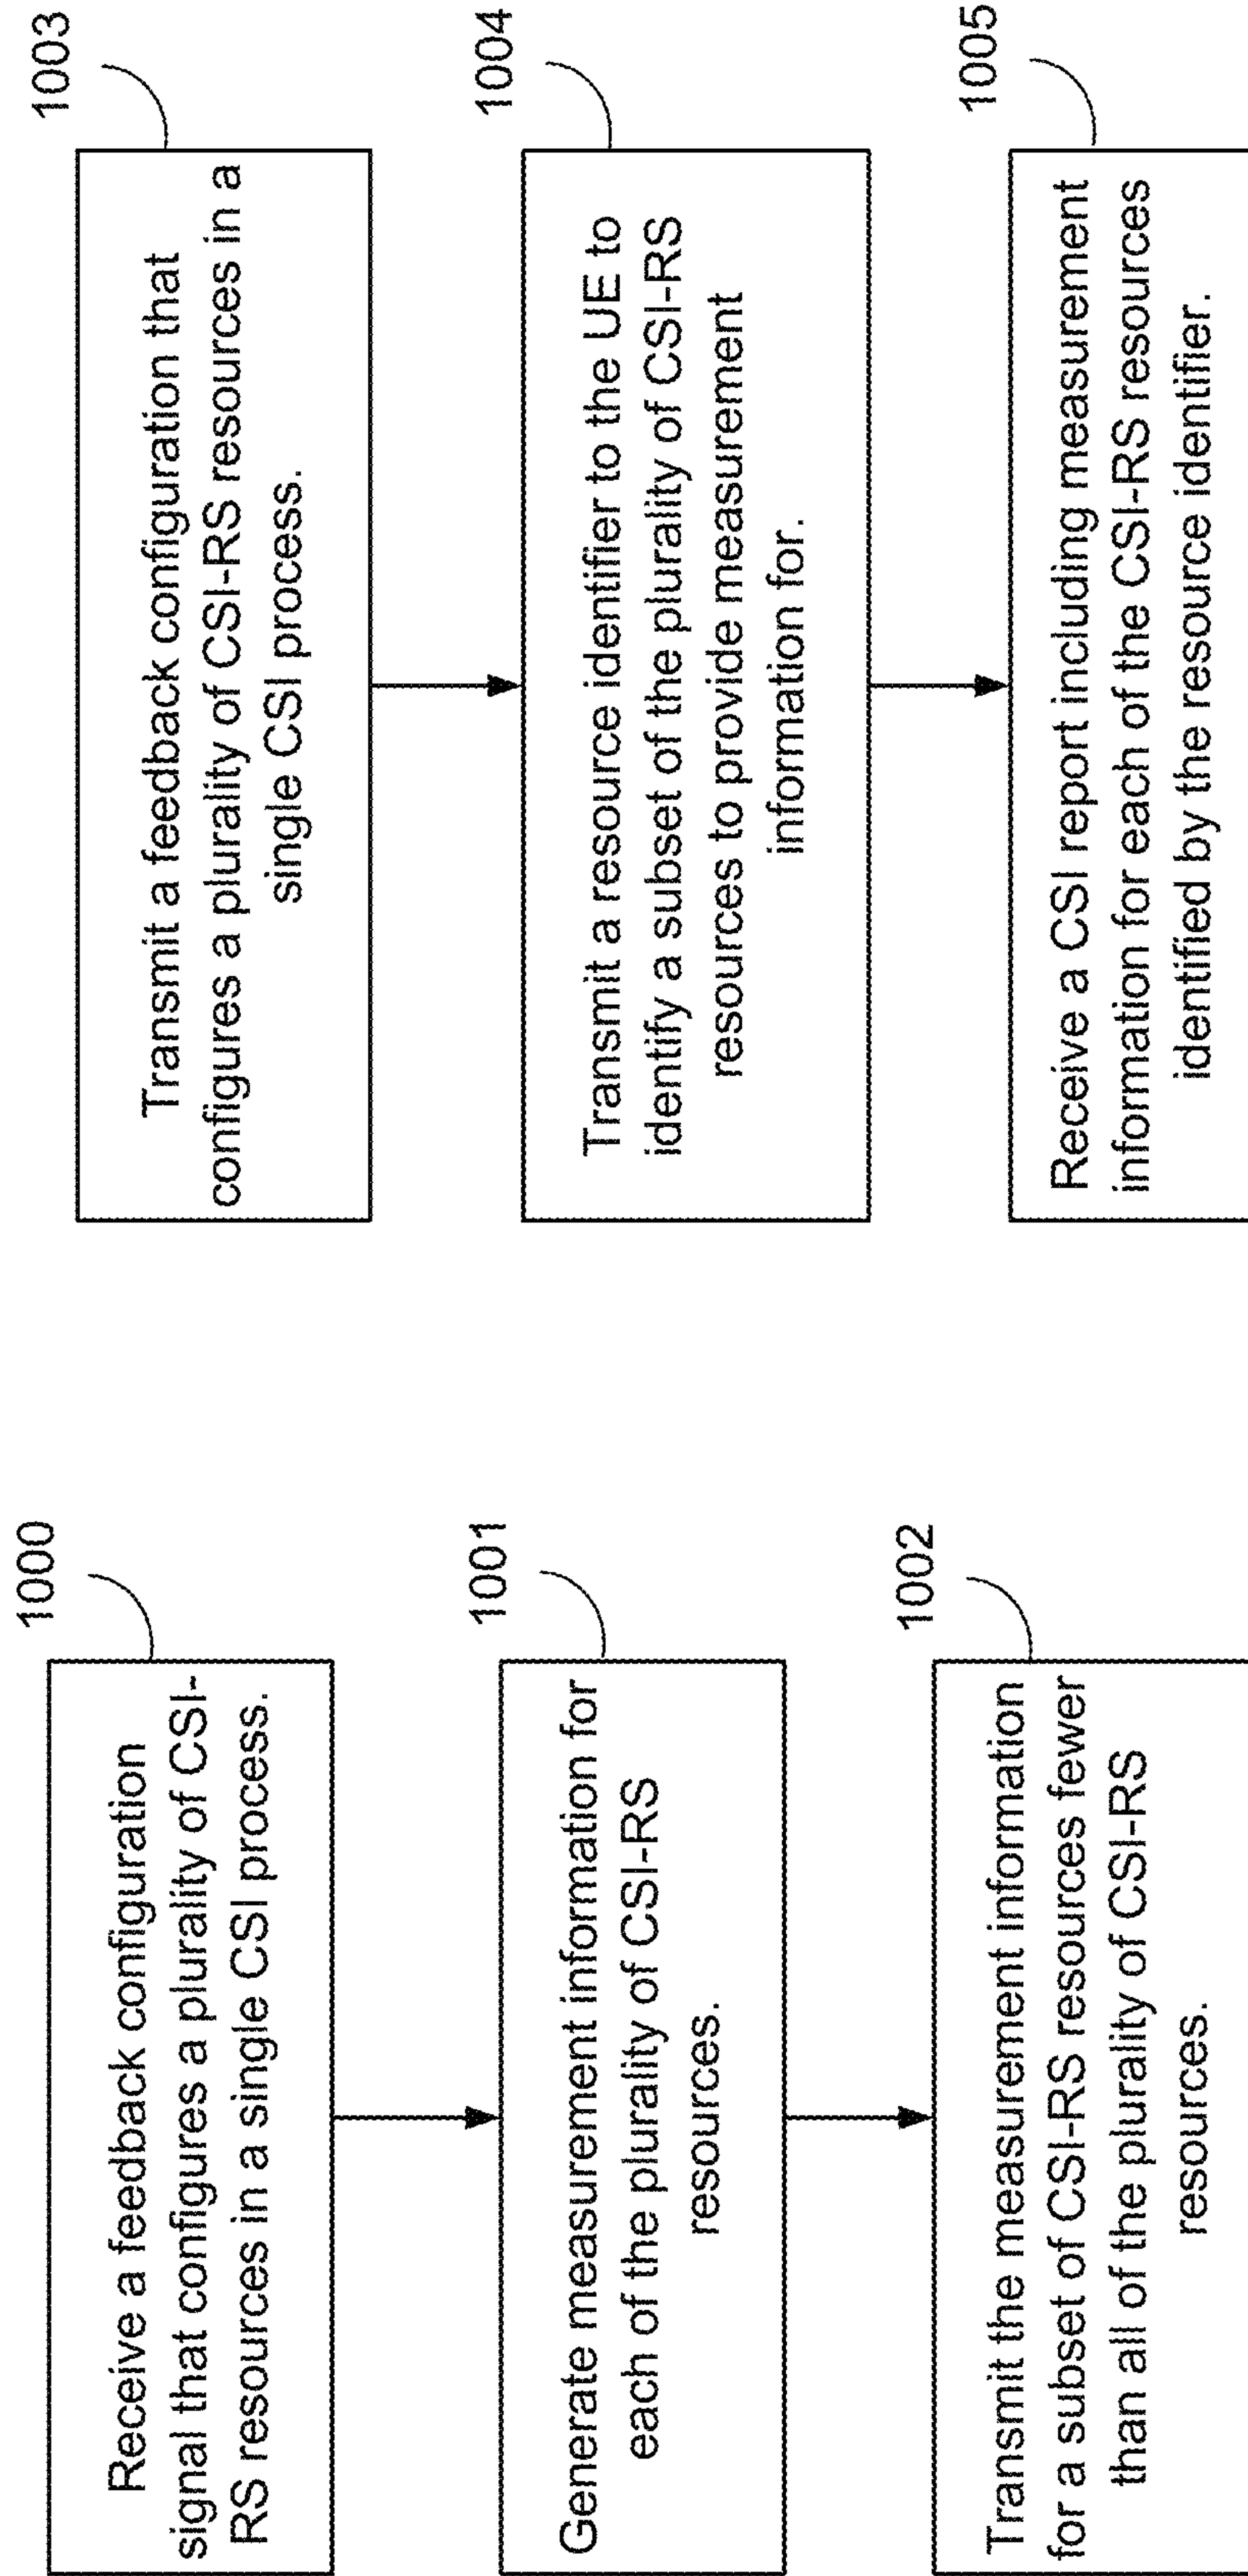 1000
Receive a feedback configuration
signal that configures a plurality of CSI-
RS resources in a single CSI process.
1001
Generate measurement information for
each of the plurality of CSI-RS
resources.
1002
Transmit the measurement information
for a subset of CSI-RS resources fewer
than all of the plurality of CSI-RS
resources.
1003
Transmit a feedback configuration that
configures a plurality of CSI-RS resources in a
single CSI process.
1004
Transmit a resource identifier to the UE to
identify a subset of the plurality of CSI-RS
resources to provide measurement
information for.
1005
Receive a CSI report including measurement
information for each of the CSI-RS resources
identified by the resource identifier.